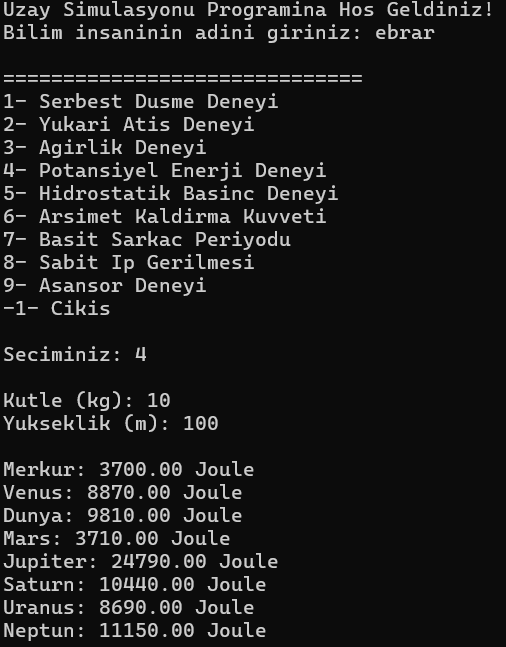 Uzay Simulasyonu Programina Hos Geldiniz!
Bilim insaninin adini giriniz: ebrar
==============================
1- Serbest Dusme Deneyi
2- Yukari Atis Deneyi
3- Agirlik Deneyi
4- Potansiyel Enerji Deneyi
5- Hidrostatik Basinc Deneyi
6- Arsimet Kaldirma Kuvveti
7- Basit Sarkac Periyodu
8- Sabit Ip Gerilmesi
9- Asansor Deneyi
-1- Cikis
Seciminiz: 4
Kutle (kg): 10
Yukseklik (m): 100
Merkur: 3700.00 Joule
Venus: 8870.00 Joule
Dunya: 9810.00 Joule
Mars: 3710.00 Joule
Jupiter: 24790.00 Joule
Saturn: 10440.00 Joule
Uranus: 8690.00 Joule
Neptun: 11150.00 Joule